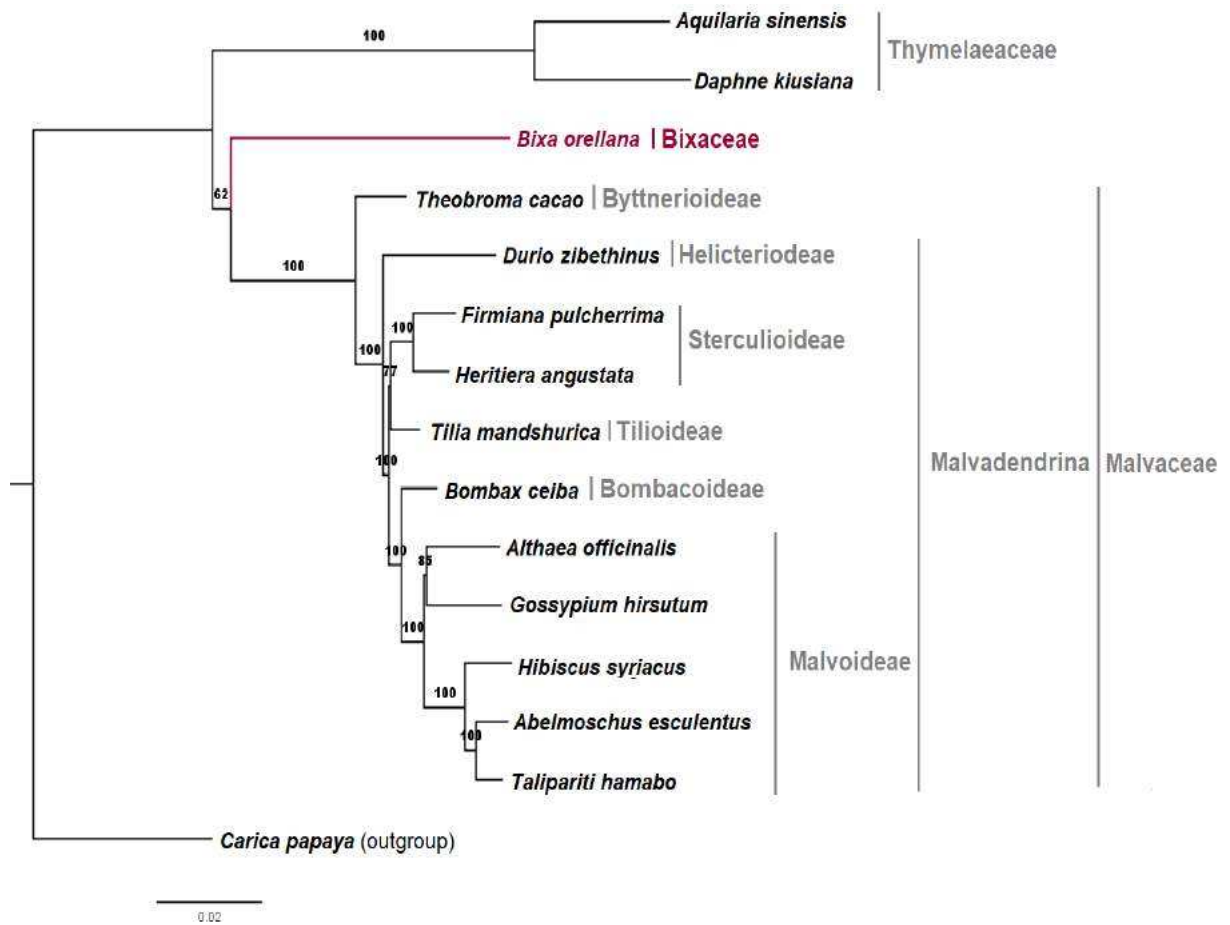 100
Aquilaria sinensis
Thymelaeaceae
Daphne kiusiana
Bixa orellana | Bixaceae
62
Theobroma cacao | Byttnerioideae
100
Durio zibethinus | Helicteriodeae
100
Firmiana pulcherrima
100
Sterculioideae
77
Heritiera angustata
Tilia mandshurica | Tilioideae
Malvadendrina
Malvaceae
100
Bombax ceiba | Bombacoideae
100
Althaea officinalis
85
Gossypium hirsutum
100
Malvoideae
Hibiscus syriacus
100
Abelmoschus esculentus
100
Talipariti hamabo
Carica papaya (outgroup)
0.02